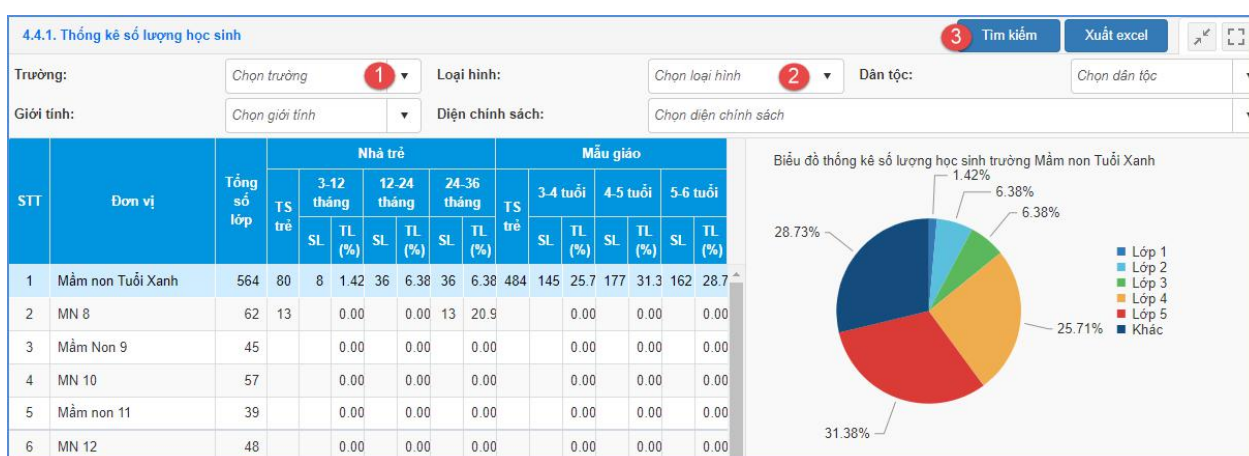 4.4.1. Thống kê số lượng học sinh
3 Tìm kiếm Xuất excel
Trường: Chọn trường 1 Loại hình: Chọn loại hình 2 Dân tộc: Chọn dân tộc
Giới tính: Chọn giới tính Diện chính sách: Chọn diện chính sách
STT Đơn vị Tổng số lớp Nhà trẻ Mẫu giáo
TS trẻ 3-12 tháng 12-24 tháng 24-36 tháng TS trẻ 3-4 tuổi 4-5 tuổi 5-6 tuổi
SL TL (%) SL TL (%) SL TL (%) SL TL (%) SL TL (%) SL TL (%)
1 Mầm non Tuổi Xanh 564 80 8 1.42 36 6.38 36 6.38 484 145 25.7 177 31.3 162 28.7
2 MN 8 62 13 0.00 0.00 13 20.9 0.00 0.00 0.00
3 Mầm Non 9 45 0.00 0.00 0.00 0.00 0.00 0.00
4 MN 10 57 0.00 0.00 0.00 0.00 0.00 0.00
5 Mầm non 11 39 0.00 0.00 0.00 0.00 0.00 0.00
6 MN 12 48 0.00 0.00 0.00 0.00 0.00 0.00
Biểu đồ thống kê số lượng học sinh trường Mầm non Tuổi Xanh
1.42%
6.38%
6.38%
28.73%
25.71%
31.38%
Lớp 1
Lớp 2
Lớp 3
Lớp 4
Lớp 5
Khác